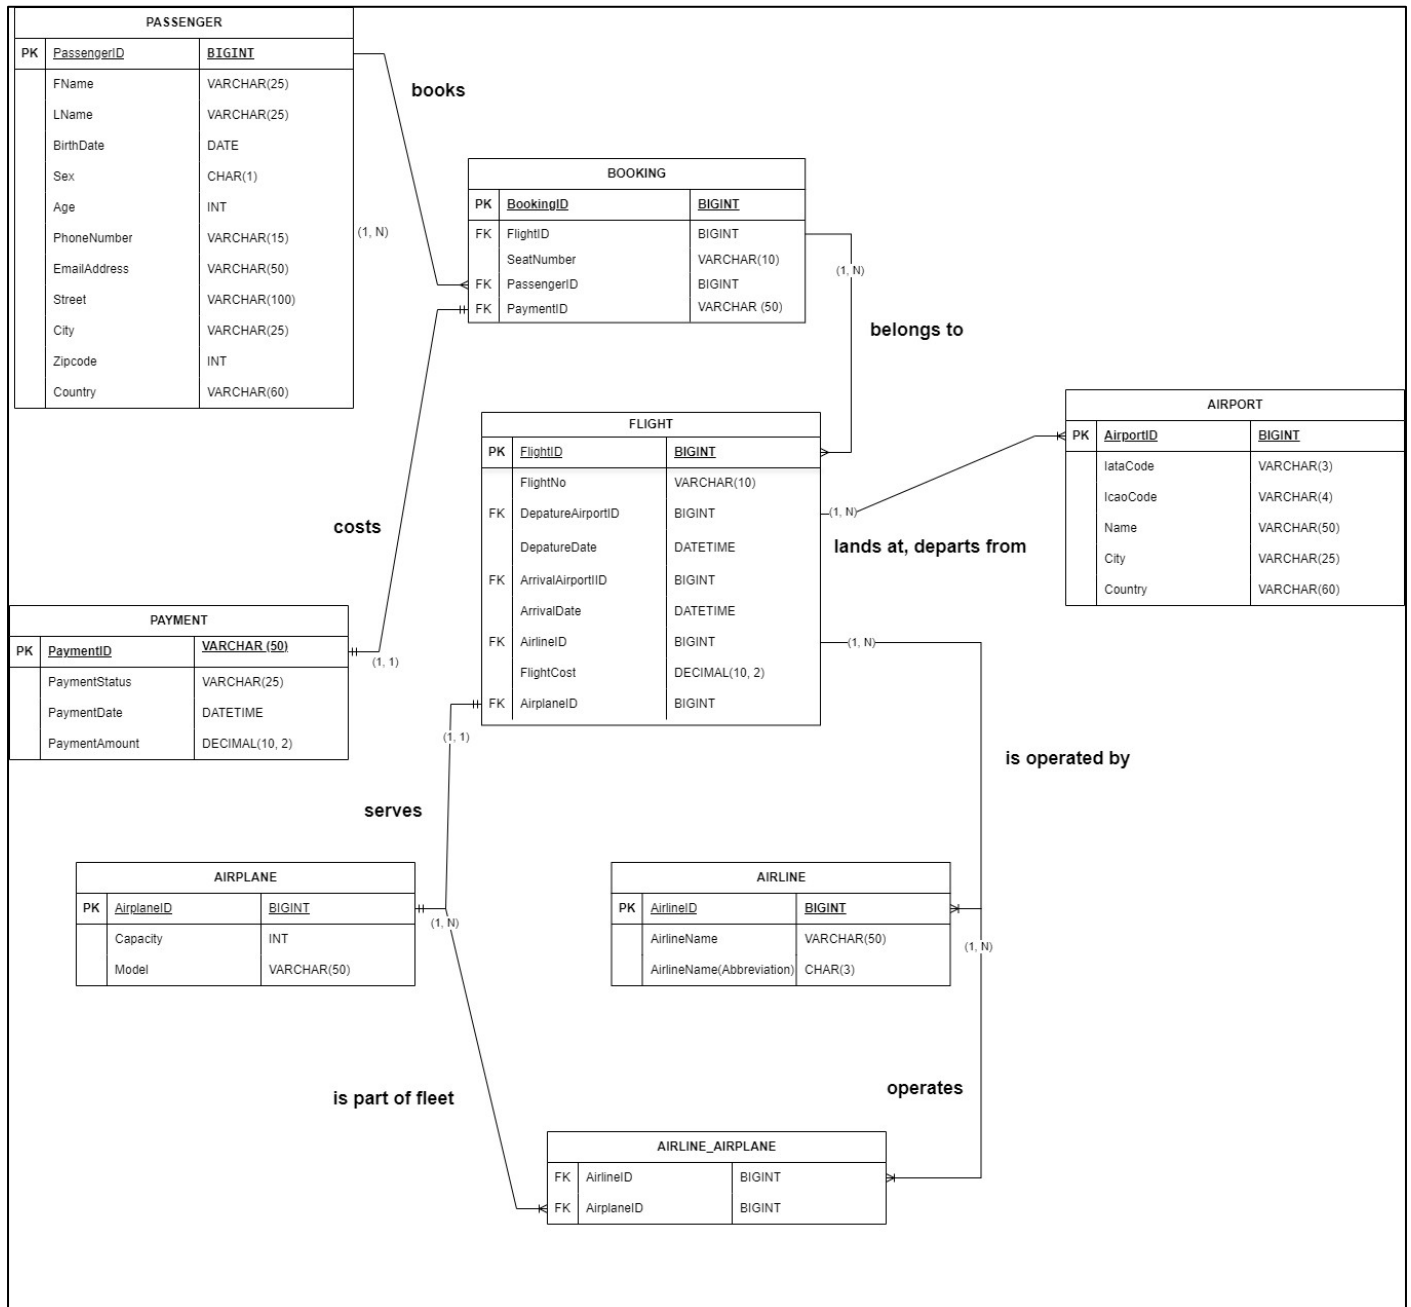 PASSENGER
PK PassengerID BIGINT
FName VARCHAR(25)
LName VARCHAR(25)
BirthDate DATE
Sex CHAR(1)
Age INT
PhoneNumber VARCHAR(15)
EmailAddress VARCHAR(50)
Street VARCHAR(100)
City VARCHAR(25)
Zipcode INT
Country VARCHAR(60)
(1, N)
books
BOOKING
PK BookingID BIGINT
FK FlightID BIGINT
SeatNumber VARCHAR(10)
FK PassengerID BIGINT
FK PaymentID VARCHAR (50)
(1, N)
belongs to
AIRPORT
PK AirportID BIGINT
IataCode VARCHAR(3)
IcaoCode VARCHAR(4)
Name VARCHAR(50)
City VARCHAR(25)
Country VARCHAR(60)
FLIGHT
PK FlightID BIGINT
FlightNo VARCHAR(10)
FK DepatureAirportID BIGINT
DepatureDate DATETIME
FK ArrivalAirportIID BIGINT
ArrivalDate DATETIME
FK AirlineID BIGINT
FlightCost DECIMAL(10, 2)
FK AirplaneID BIGINT
(1, N)
lands at, departs from
costs
PAYMENT
PK PaymentID VARCHAR (50)
PaymentStatus VARCHAR(25)
PaymentDate DATETIME
PaymentAmount DECIMAL(10, 2)
(1, 1)
(1, N)
(1, 1)
is operated by
serves
AIRPLANE
PK AirplaneID BIGINT
Capacity INT
Model VARCHAR(50)
(1, N)
AIRLINE
PK AirlineID BIGINT
AirlineName VARCHAR(50)
AirlineName(Abbreviation) CHAR(3)
(1, N)
is part of fleet
operates
AIRLINE_AIRPLANE
FK AirlineID BIGINT
FK AirplaneID BIGINT